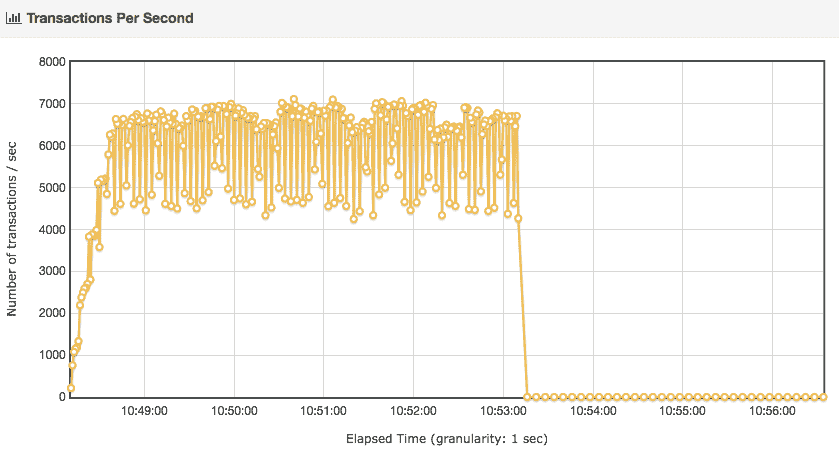 Transactions Per Second
8000
7000
6000
5000
4000
3000
2000
1000
0
Number of transactions / sec
10:49:00 10:50:00 10:51:00 10:52:00 10:53:00 10:54:00 10:55:00 10:56:00
Elapsed Time (granularity: 1 sec)